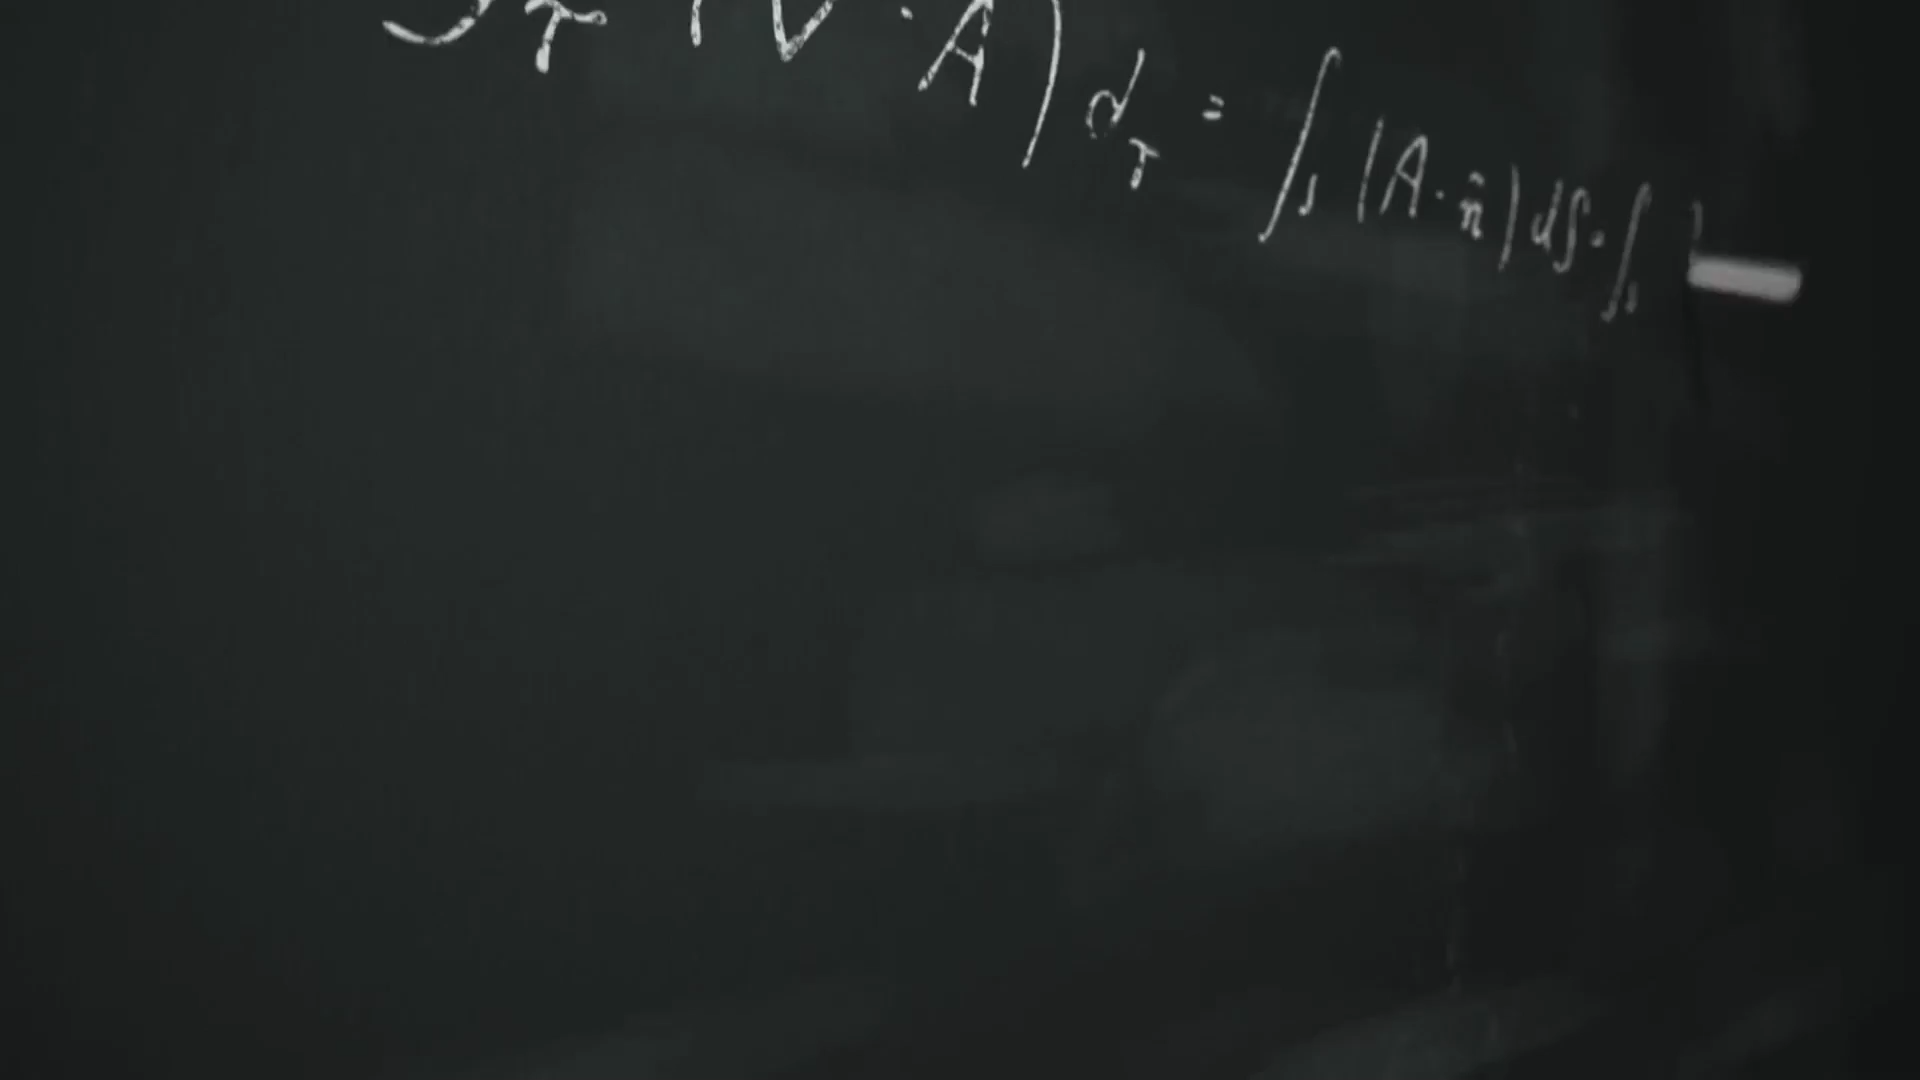 ∫τ (∇ · A) dτ = ∫s (A · n̂) dS · ∫s (